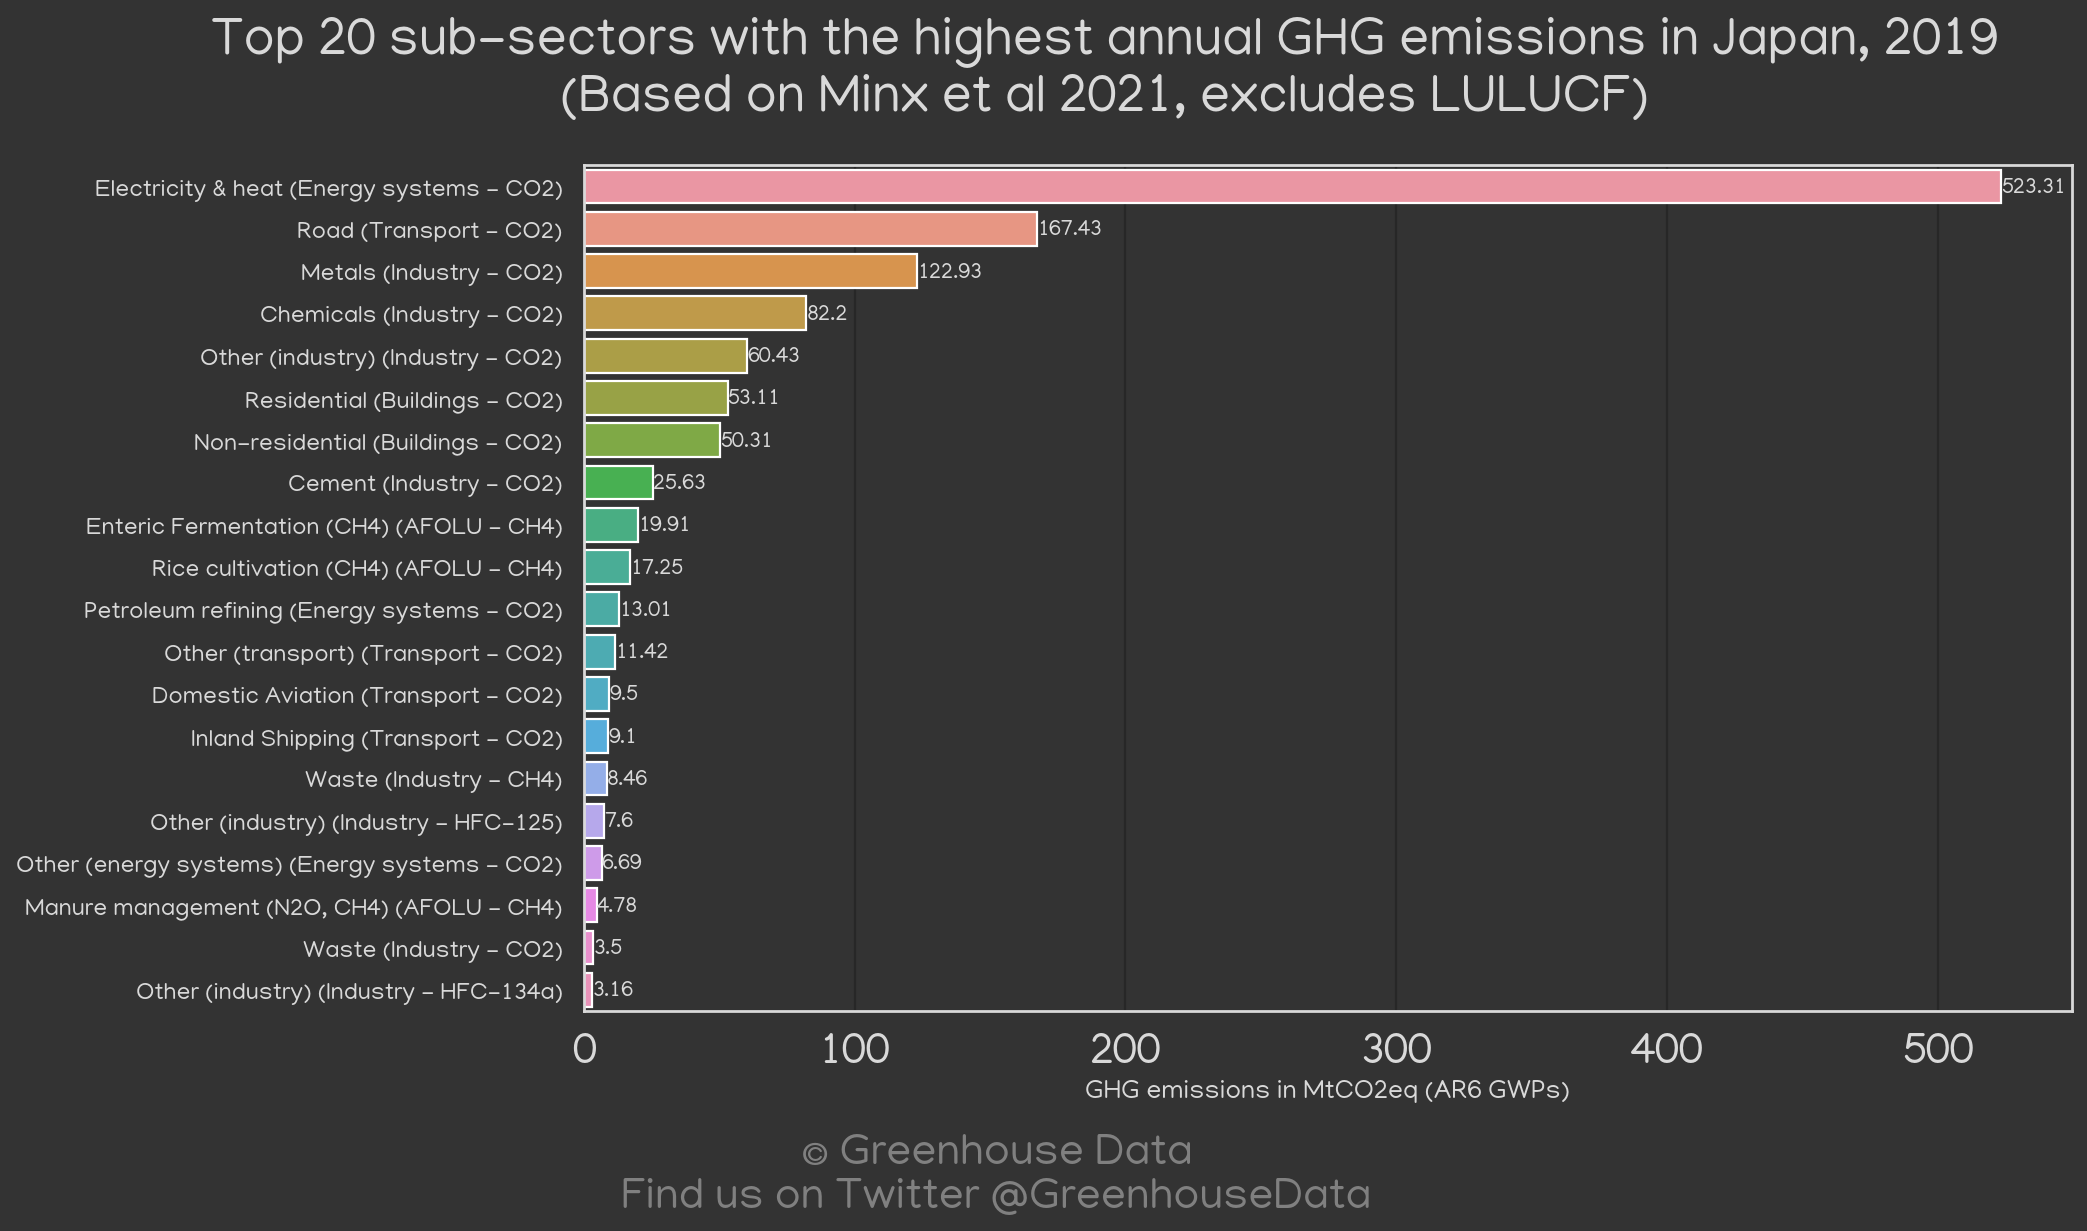 Top 20 sub-sectors with the highest annual GHG emissions in Japan, 2019
(Based on Minx et al 2021, excludes LULUCF)
Electricity & heat (Energy systems - CO2) 523.31
Road (Transport - CO2) 167.43
Metals (Industry - CO2) 122.93
Chemicals (Industry - CO2) 82.2
Other (industry) (Industry - CO2) 60.43
Residential (Buildings - CO2) 53.11
Non-residential (Buildings - CO2) 50.31
Cement (Industry - CO2) 25.63
Enteric Fermentation (CH4) (AFOLU - CH4) 19.91
Rice cultivation (CH4) (AFOLU - CH4) 17.25
Petroleum refining (Energy systems - CO2) 13.01
Other (transport) (Transport - CO2) 11.42
Domestic Aviation (Transport - CO2) 9.5
Inland Shipping (Transport - CO2) 9.1
Waste (Industry - CH4) 8.46
Other (industry) (Industry - HFC-125) 7.6
Other (energy systems) (Energy systems - CO2) 6.69
Manure management (N2O, CH4) (AFOLU - CH4) 4.78
Waste (Industry - CO2) 3.5
Other (industry) (Industry - HFC-134a) 3.16
0 100 200 300 400 500
GHG emissions in MtCO2eq (AR6 GWPs)
© Greenhouse Data
Find us on Twitter @GreenhouseData